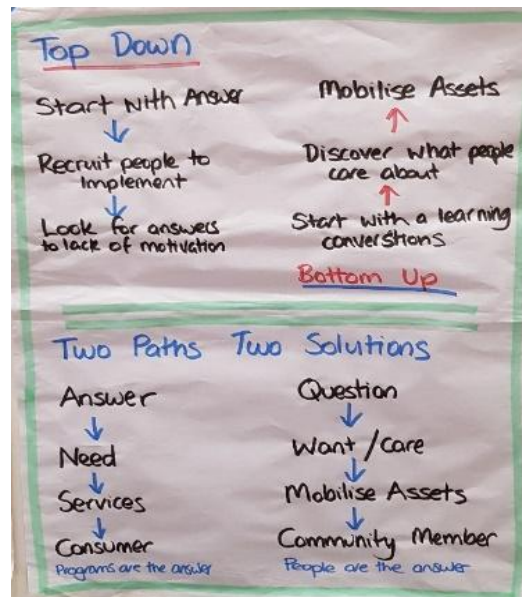 Top Down
Start with Answer
Recruit people to
Implement
Look for answers
to lack of motivation
Mobilise Assets
Discover what people
care about
Start with a learning
converstions
Bottom Up
Two Paths Two Solutions
Answer
Need
Services
Consumer
Programs are the answer
Question
Want / care
Mobilise Assets
Community Member
People are the answer